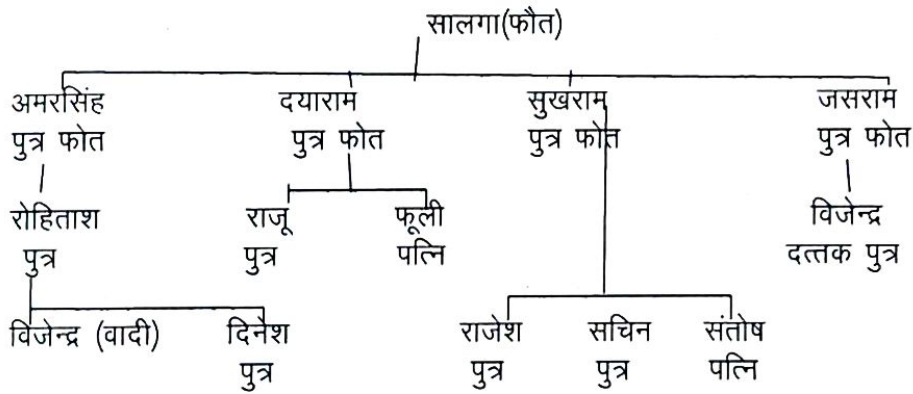 सालगा(फौत)
अमरसिंह दयाराम सुखराम जसराम
पुत्र फोत पुत्र फोत पुत्र फोत पुत्र फोत
रोहिताश राजू फूली विजेन्द्र
पुत्र पुत्र पत्नि दत्तक पुत्र
विजेन्द्र (वादी) दिनेश राजेश सचिन संतोष
पुत्र पुत्र पुत्र पत्नि